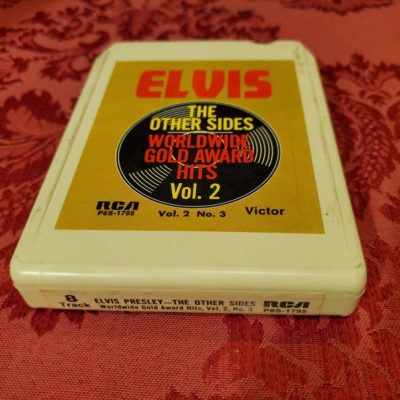 ELVIS
THE
OTHER SIDES
WORLDWIDE
GOLD AWARD
HITS
Vol. 2
RCA Vol. 2 No. 3 Victor
P8S-1795
8 ELVIS PRESLEY—THE OTHER SIDES RCA
Track Worldwide Gold Award Hits, Vol. 2, No. 3 P8S-1795